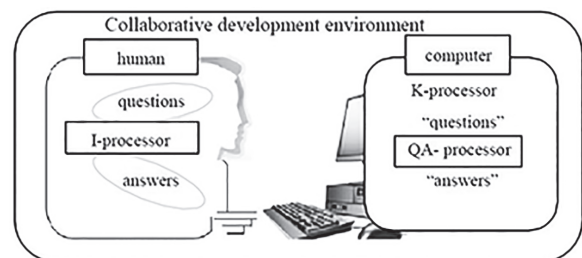 Collaborative development environment
human
questions
I-processor
answers
computer
K-processor
“questions”
QA- processor
“answers”